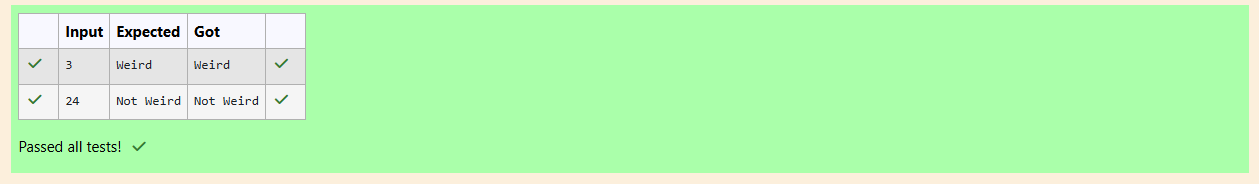 Input Expected Got
3 Weird Weird
24 Not Weird Not Weird
Passed all tests!